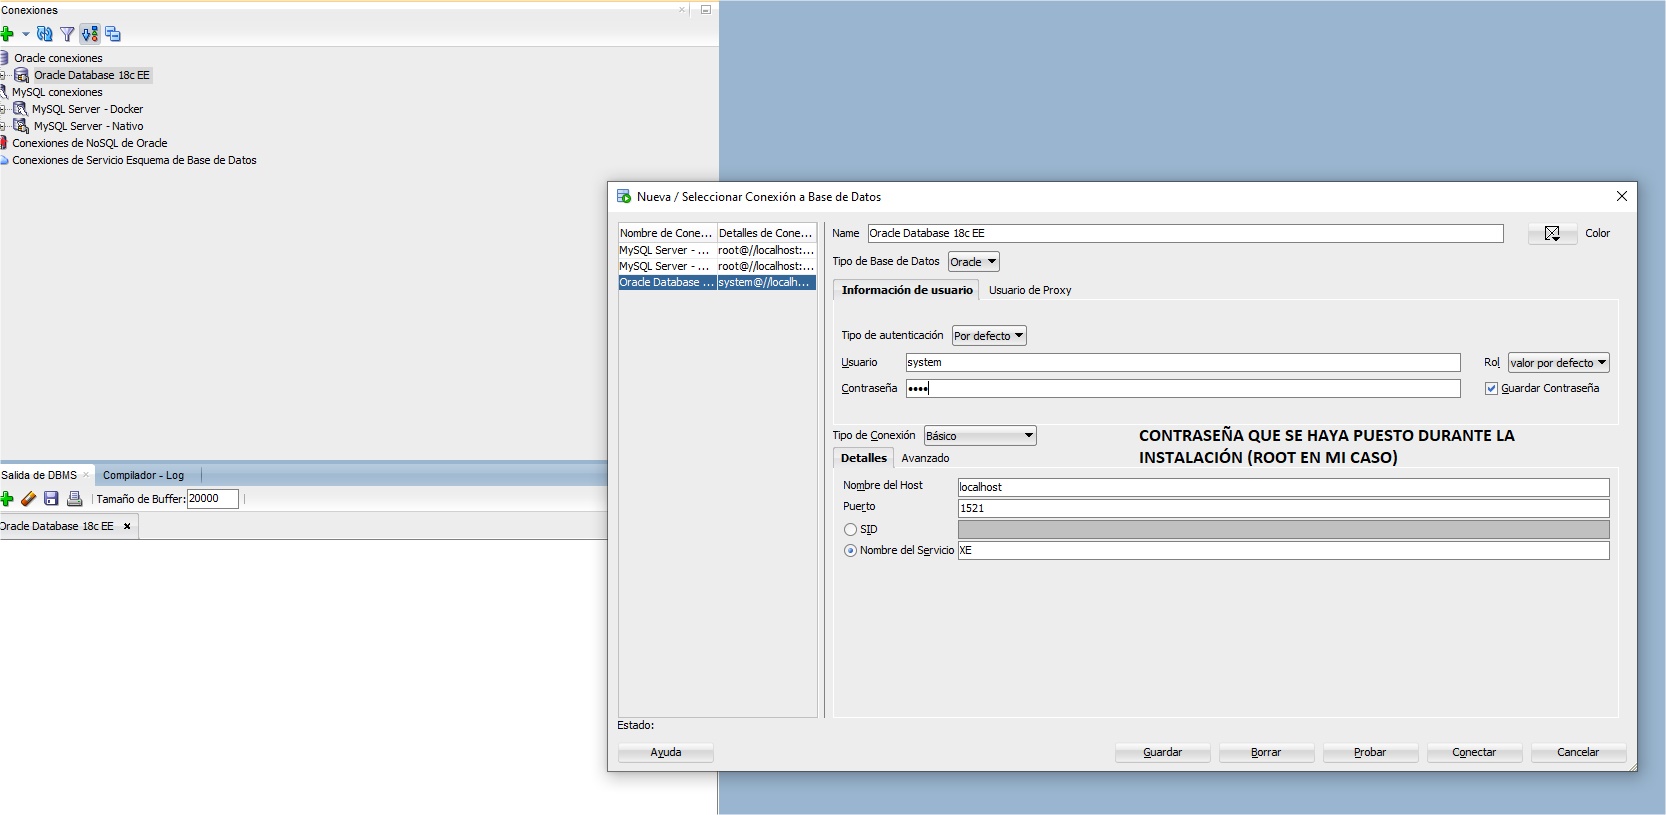 Conexiones
Oracle conexiones
Oracle Database 18c EE
MySQL conexiones
MySQL Server - Docker
MySQL Server - Nativo
Conexiones de NoSQL de Oracle
Conexiones de Servicio Esquema de Base de Datos
Salida de DBMS
Compilador - Log
Tamaño de Buffer: 20000
Oracle Database 18c EE
Nueva / Seleccionar Conexión a Base de Datos
Nombre de Cone... Detalles de Cone...
MySQL Server - ... root@//localhost:...
MySQL Server - ... root@//localhost:...
Oracle Database ... system@//localh...
Name Oracle Database 18c EE Color
Tipo de Base de Datos Oracle
Información de usuario Usuario de Proxy
Tipo de autenticación Por defecto
Usuario system Rol valor por defecto
Contraseña •••• Guardar Contraseña
Tipo de Conexión Básico
CONTRASEÑA QUE SE HAYA PUESTO DURANTE LA
INSTALACIÓN (ROOT EN MI CASO)
Detalles Avanzado
Nombre del Host localhost
Puerto 1521
SID
Nombre del Servicio XE
Estado:
Ayuda Guardar Borrar Probar Conectar Cancelar